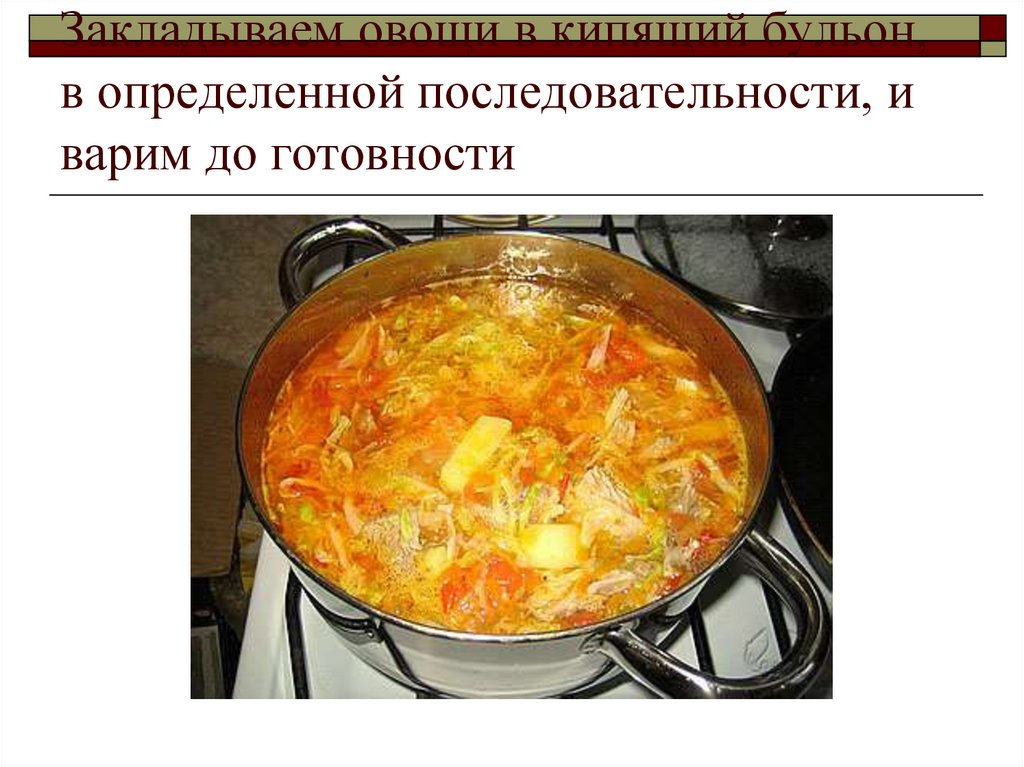 Закладываем овощи в кипящий бульон,
в определенной последовательности, и
варим до готовности